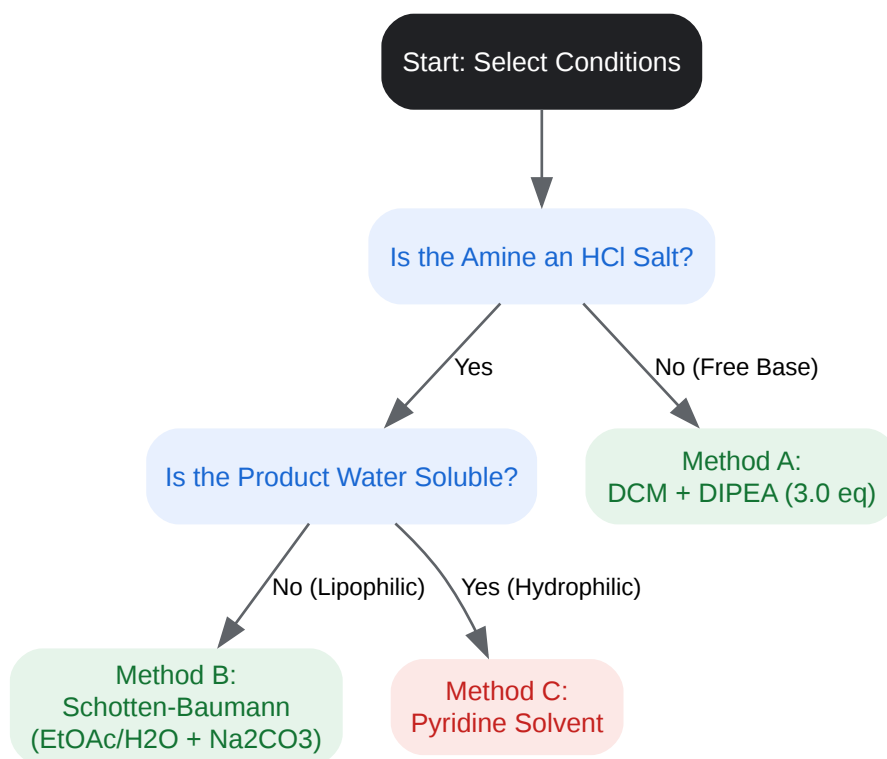 Start: Select Conditions
Is the Amine an HCl Salt?
Yes
No (Free Base)
Is the Product Water Soluble?
Method A:
DCM + DIPEA (3.0 eq)
No (Lipophilic)
Yes (Hydrophilic)
Method B:
Schotten-Baumann
(EtOAc/H2O + Na2CO3)
Method C:
Pyridine Solvent